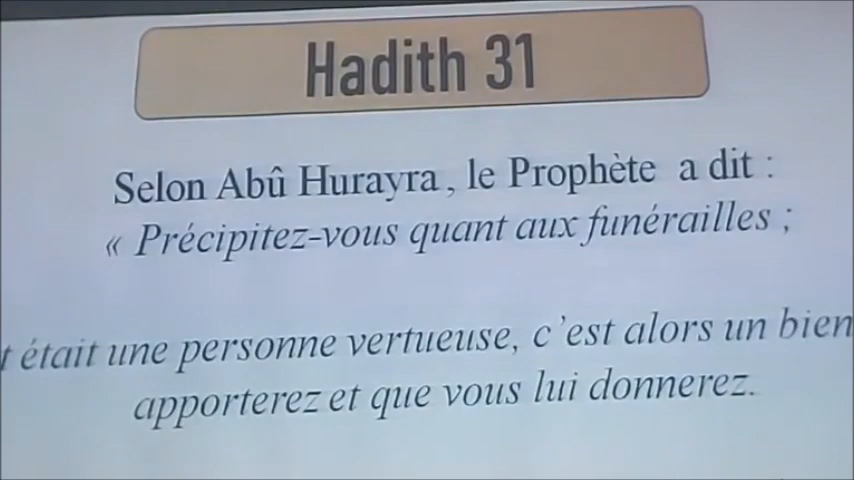 Hadith 31
Selon Abû Hurayra, le Prophète a dit :
« Précipitez-vous quant aux funérailles ;
t était une personne vertueuse, c'est alors un bien
apporterez et que vous lui donnerez.